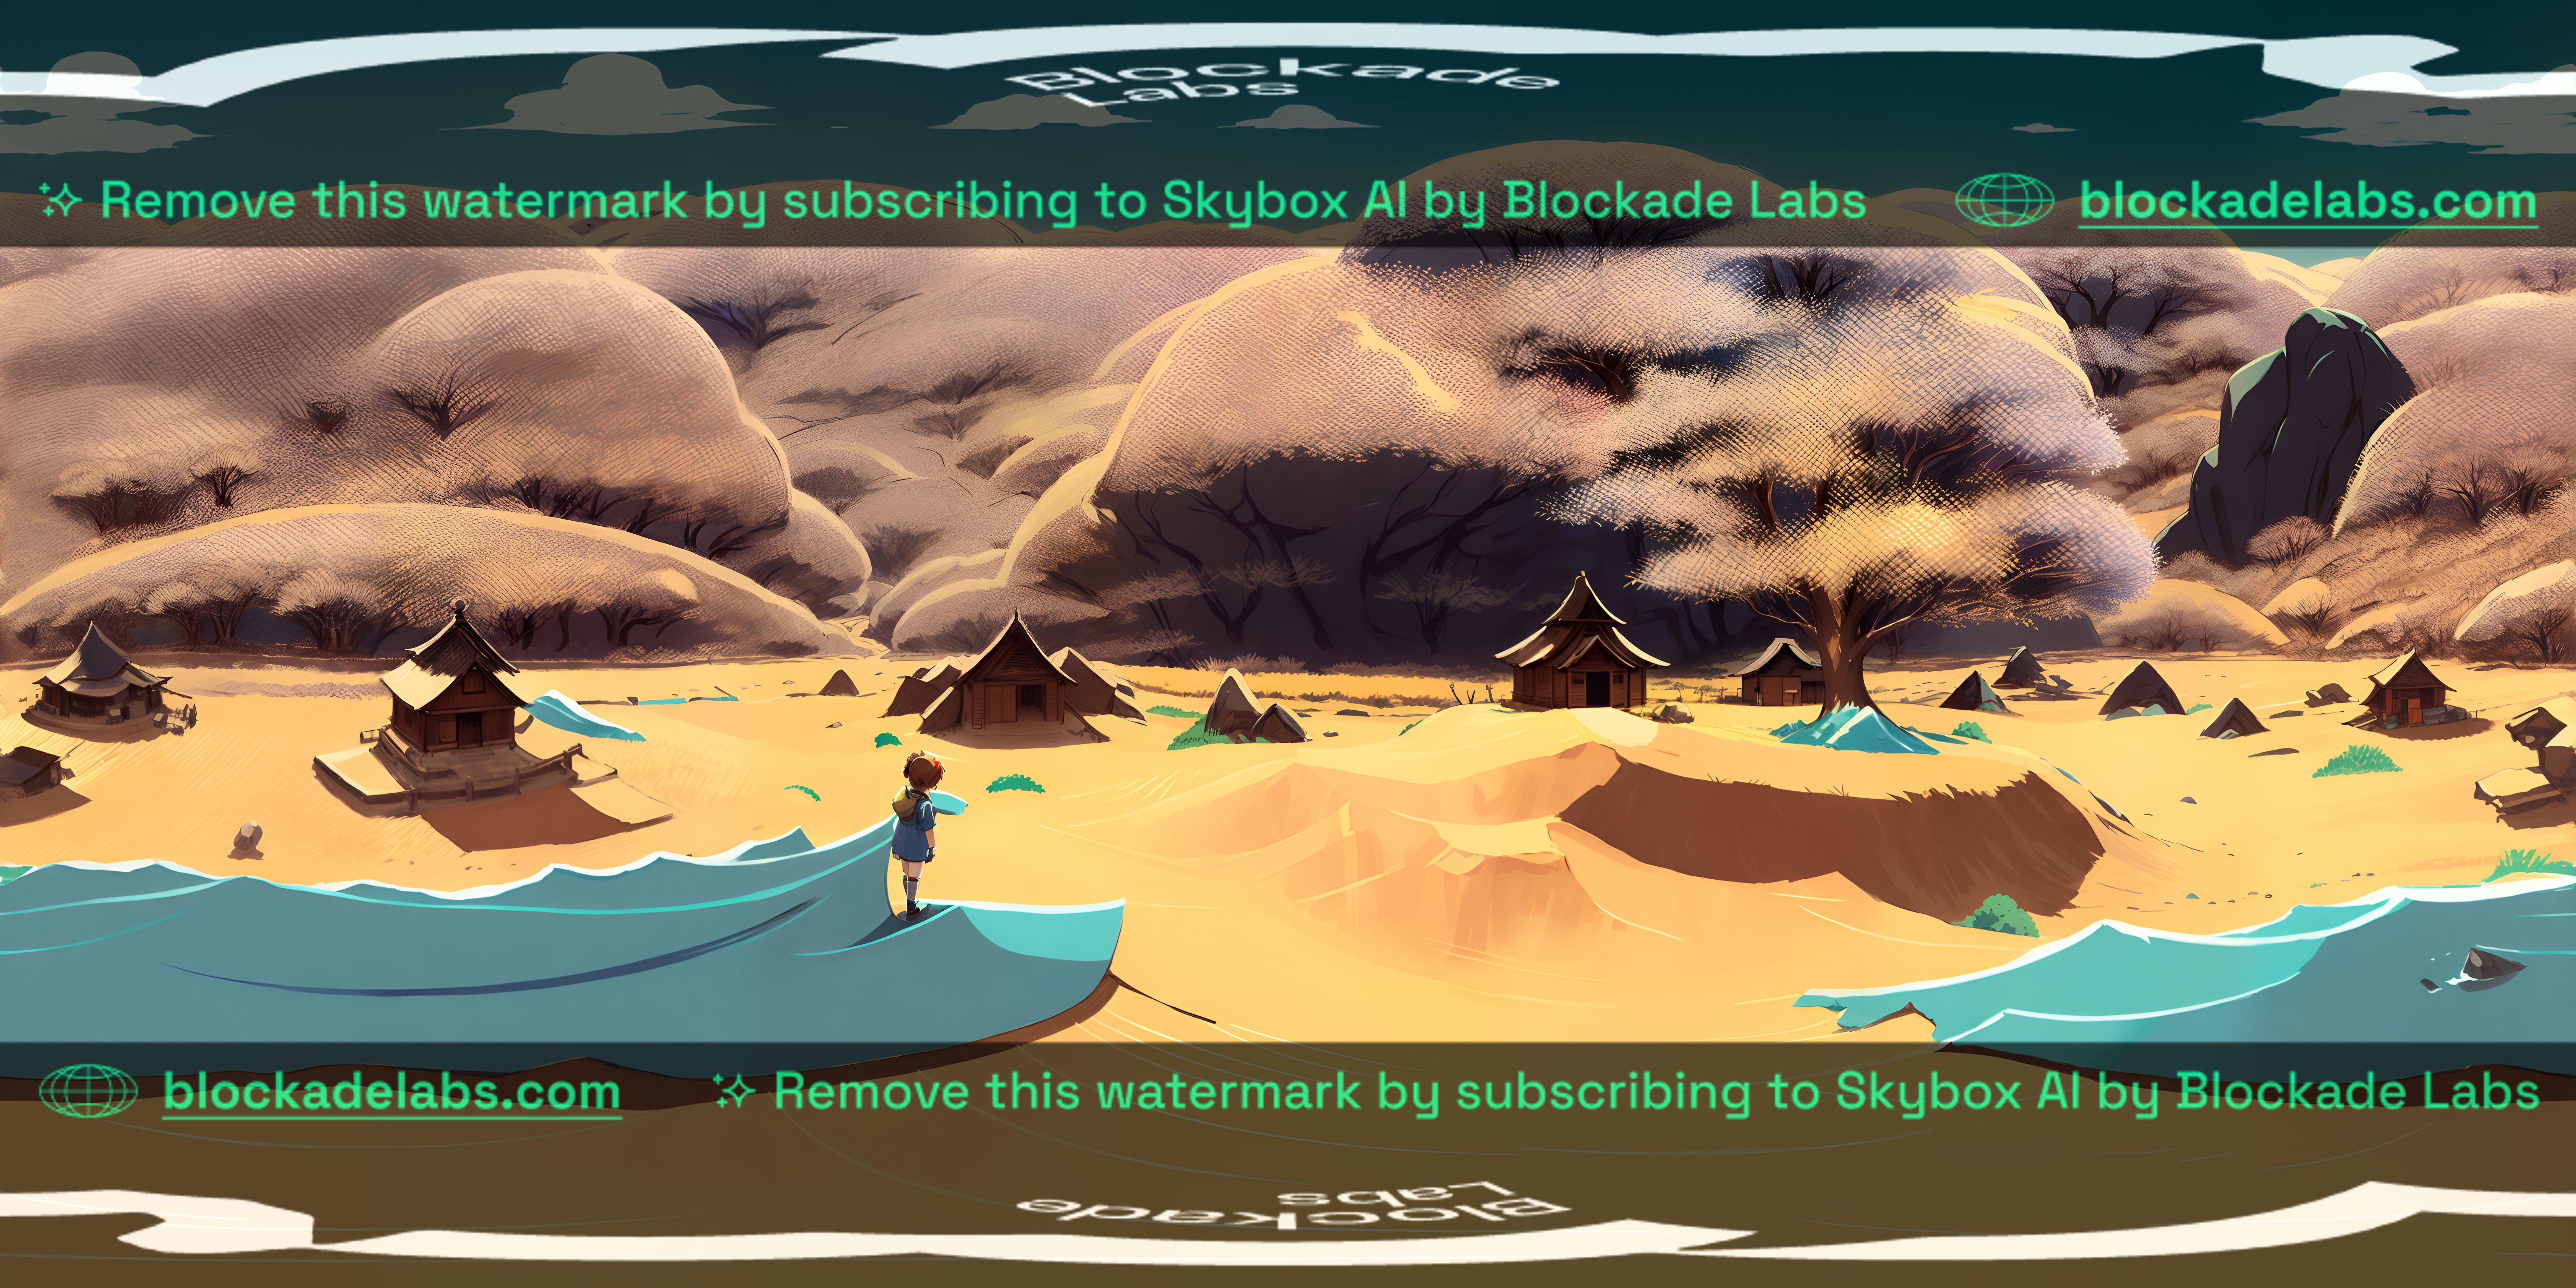 Blockade
Labs
Remove this watermark by subscribing to Skybox AI by Blockade Labs
blockadelabs.com
blockadelabs.com
Remove this watermark by subscribing to Skybox AI by Blockade Labs
Labs
Blockade